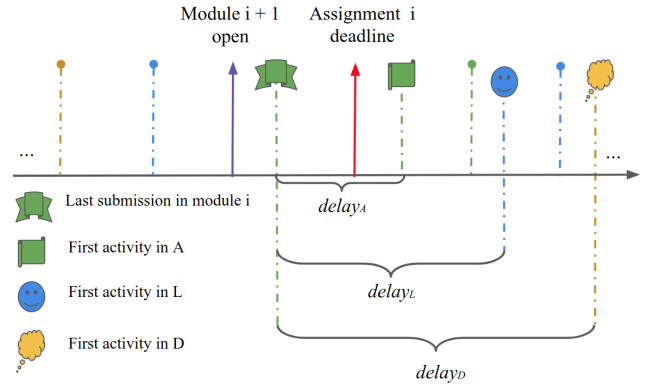 Module i + 1
open
Assignment i
deadline
...
...
delayA
Last submission in module i
First activity in A
delayL
First activity in L
First activity in D
delayD